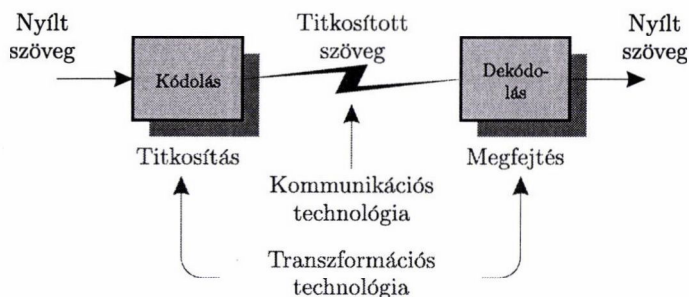 Nyílt
szöveg
Kódolás
Titkosítás
Titkosított
szöveg
Dekódo-
lás
Megfejtés
Nyílt
szöveg
Kommunikációs
technológia
Transzformációs
technológia